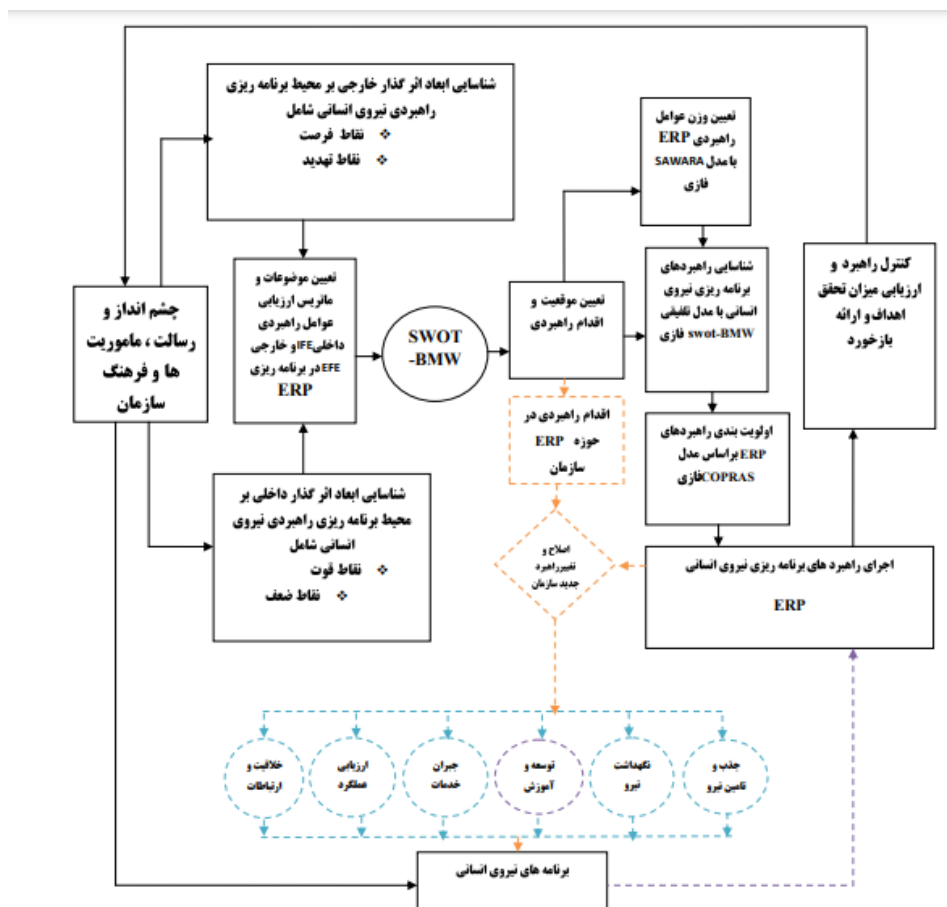 شناسایی ابعاد اثر گذار خارجی بر محیط برنامه ریزی
راهبردی نیروی انسانی شامل
❖ نقاط فرصت
❖ نقاط تهدید
تعیین وزن عوامل
راهبردی ERP
با مدل SAWARA
فازی
کنترل راهبرد و
ارزیابی میزان تحقق
اهداف و ارائه
بازخورد
شناسایی راهبردهای
برنامه ریزی نیروی
انسانی با مدل تلفیقی
swot-BMW فازی
تعیین موقعیت و
اقدام راهبردی
SWOT
-BMW
تعیین موضوعات و
ماتریس ارزیابی
عوامل راهبردی
داخلی IFE و خارجی
EFE در برنامه ریزی
ERP
چشم انداز و
رسالت ، ماموریت
ها و فرهنگ
سازمان
اقدام راهبردی در
حوزه ERP
سازمان
اولویت بندی راهبردهای
ERP براساس مدل
COPRAS فازی
شناسایی ابعاد اثر گذار داخلی بر
محیط برنامه ریزی راهبردی نیروی
انسانی شامل
❖ نقاط قوت
❖ نقاط ضعف
اصلاح و
تغییرراهبرد
جدید سازمان
اجرای راهبرد های برنامه ریزی نیروی انسانی
ERP
جذب و
تامین نیرو
نگهداشت
نیرو
توسعه و
آموزش
جبران
خدمات
ارزیابی
عملکرد
خلاقیت و
ارتباطات
برنامه های نیروی انسانی